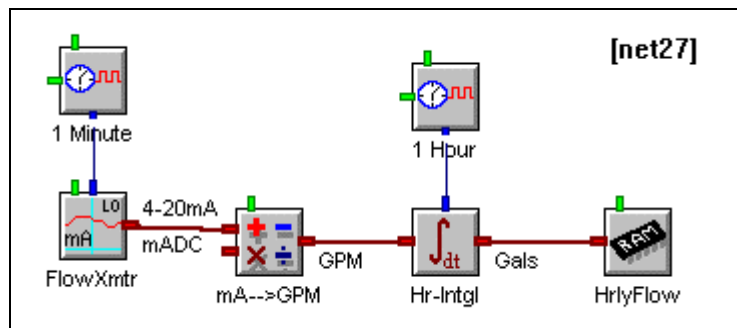 [net27]
1 Minute
1 Hour
LO
mA
4-20mA
mADC
FlowXmtr
mA-->GPM
GPM
dt
Hr-Intgl
Gals
RAM
HrlyFlow